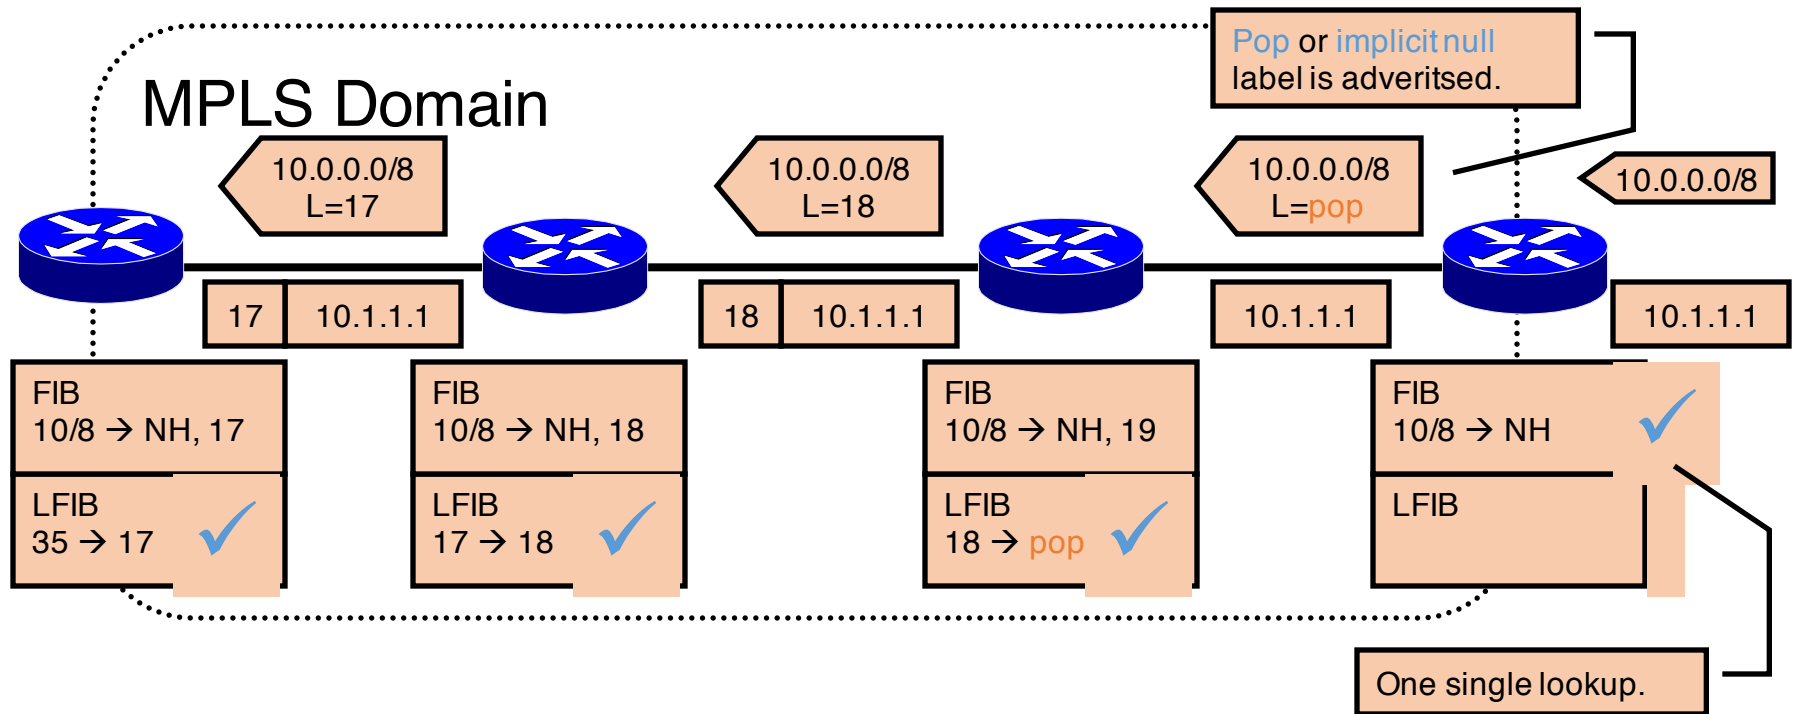 Pop or implicit null
label is adveritsed.
MPLS Domain
10.0.0.0/8
L=17
10.0.0.0/8
L=18
10.0.0.0/8
L=pop
10.0.0.0/8
17
10.1.1.1
18
10.1.1.1
10.1.1.1
10.1.1.1
FIB
10/8 → NH, 17
LFIB
35 → 17
FIB
10/8 → NH, 18
LFIB
17 → 18
FIB
10/8 → NH, 19
LFIB
18 → pop
FIB
10/8 → NH
LFIB
One single lookup.